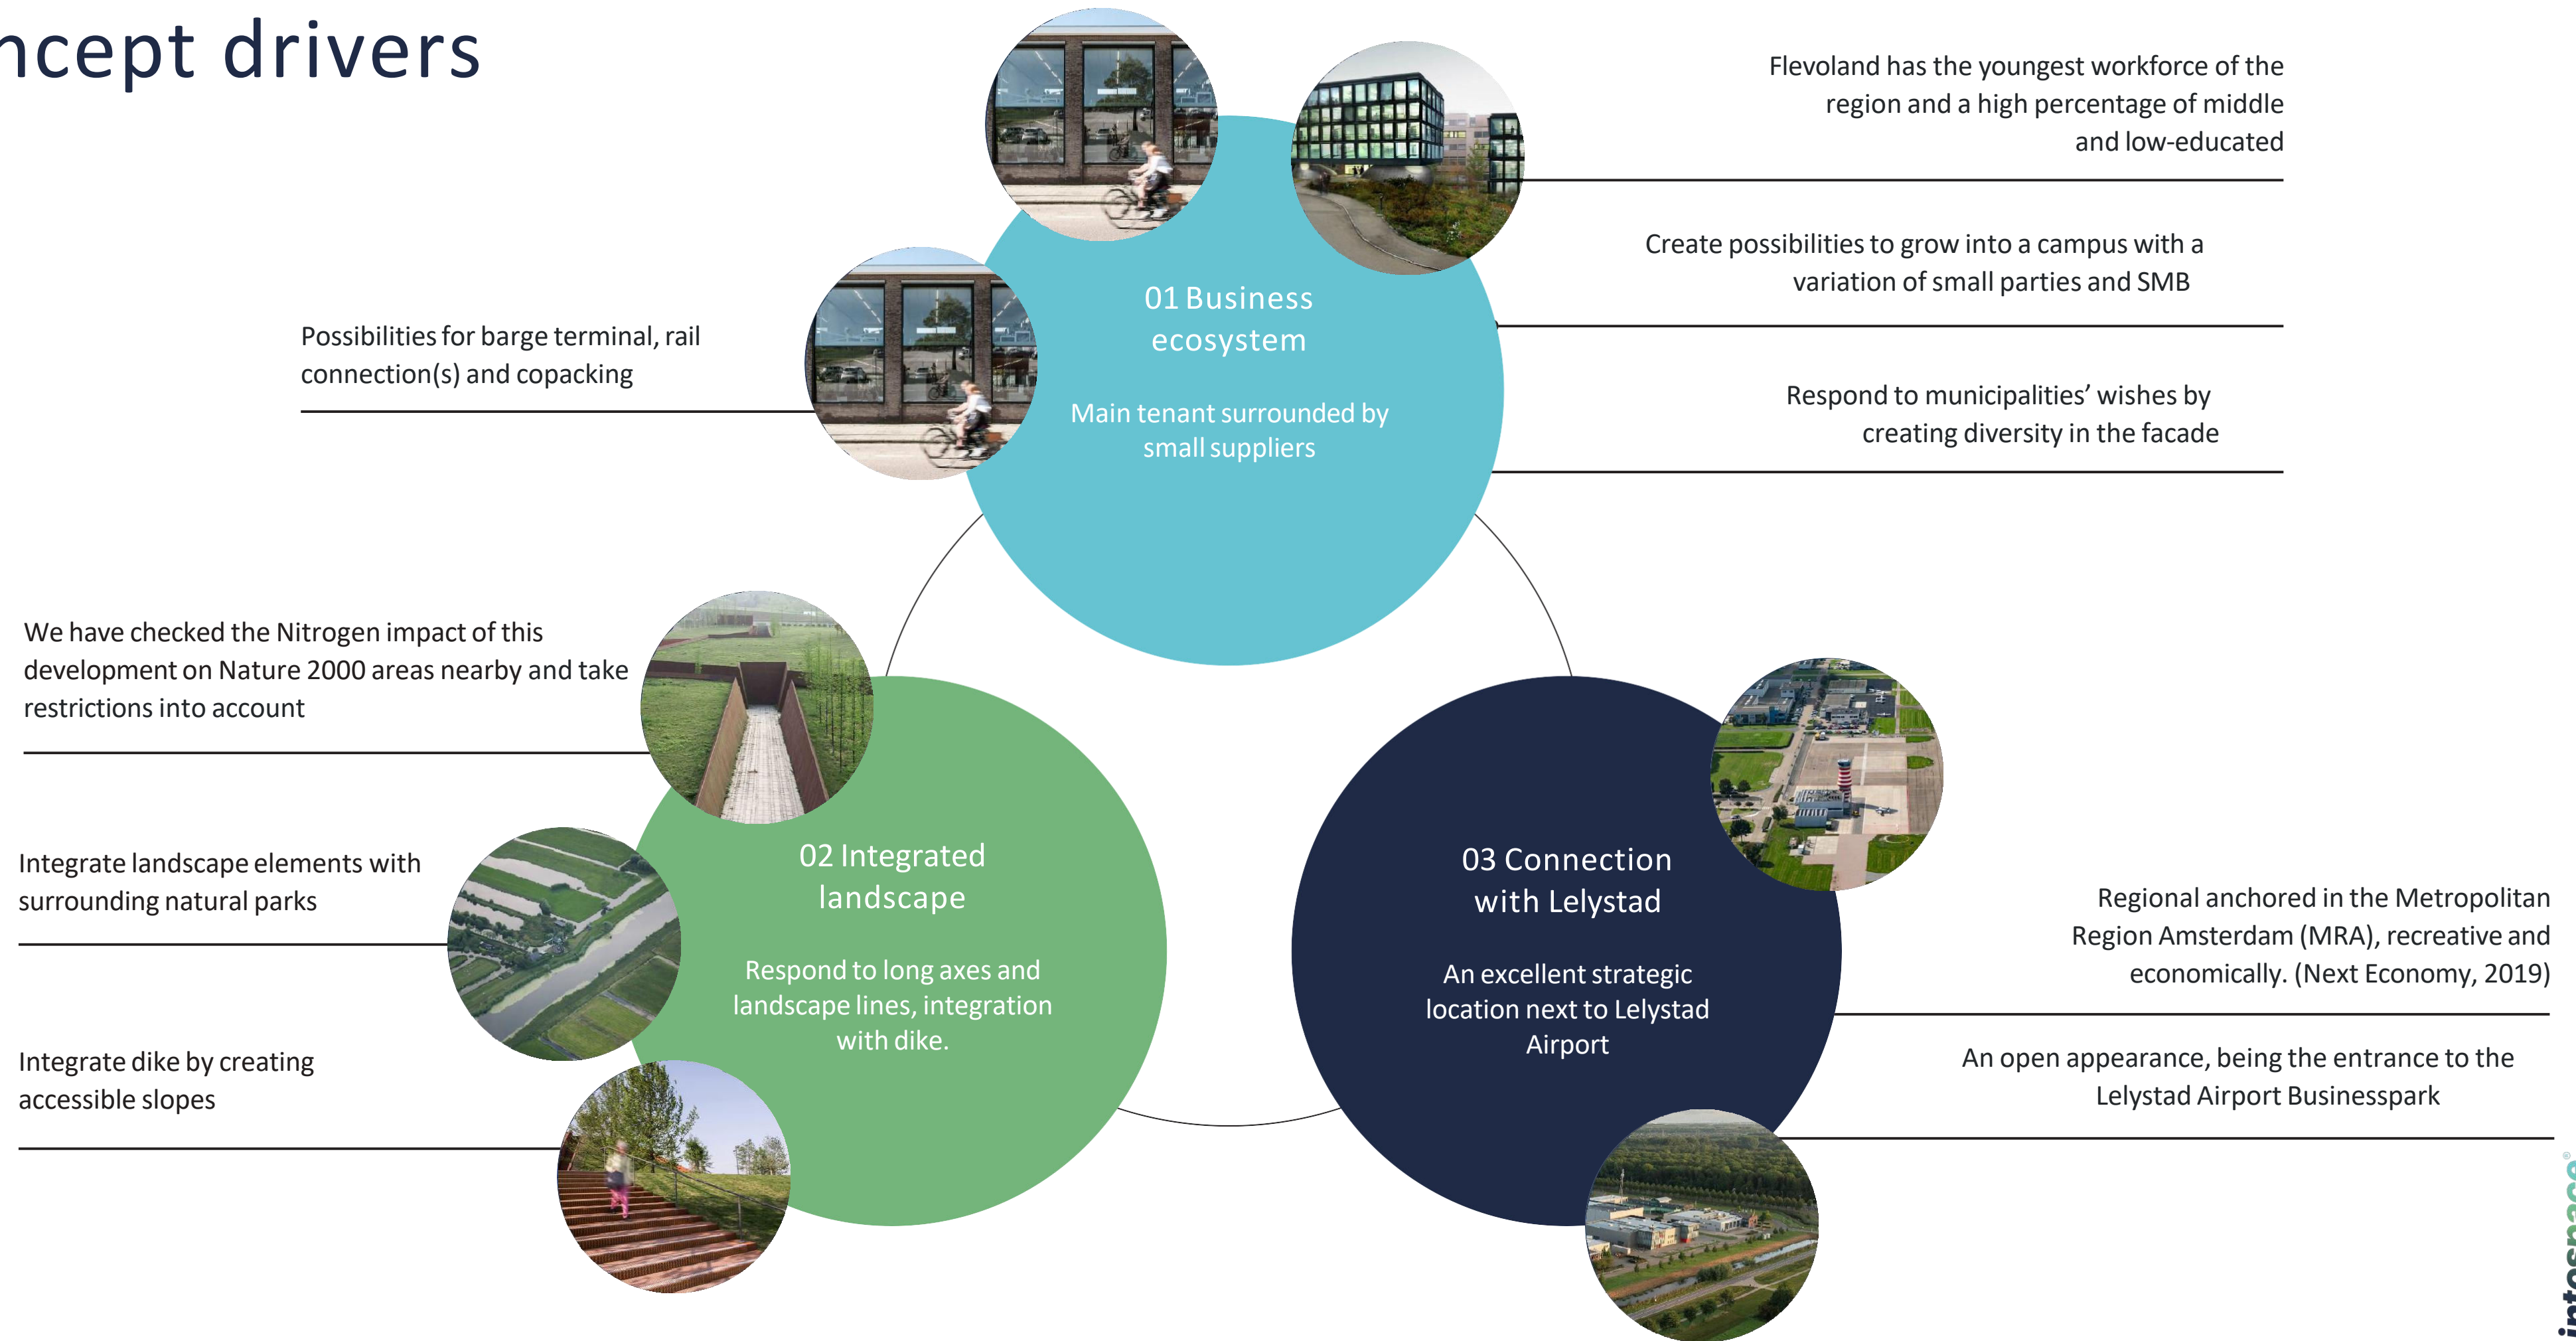 ncept drivers
Flevoland has the youngest workforce of the
region and a high percentage of middle
and low-educated
Create possibilities to grow into a campus with a
variation of small parties and SMB
Respond to municipalities’ wishes by
creating diversity in the facade
Possibilities for barge terminal, rail
connection(s) and copacking
01 Business
ecosystem
Main tenant surrounded by
small suppliers
We have checked the Nitrogen impact of this
development on Nature 2000 areas nearby and take
restrictions into account
Integrate landscape elements with
surrounding natural parks
Integrate dike by creating
accessible slopes
02 Integrated
landscape
Respond to long axes and
landscape lines, integration
with dike.
03 Connection
with Lelystad
An excellent strategic
location next to Lelystad
Airport
Regional anchored in the Metropolitan
Region Amsterdam (MRA), recreative and
economically. (Next Economy, 2019)
An open appearance, being the entrance to the
Lelystad Airport Businesspark
intospace®